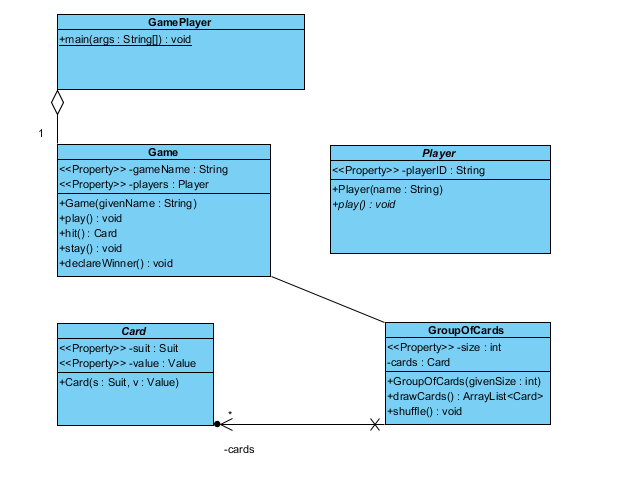 GamePlayer
+main(args : String[]) : void
1
Game
<<Property>> -gameName : String
<<Property>> -players : Player
+Game(givenName : String)
+play() : void
+hit() : Card
+stay() : void
+declareWinner() : void
Player
<<Property>> -playerID : String
+Player(name : String)
+play() : void
Card
<<Property>> -suit : Suit
<<Property>> -value : Value
+Card(s : Suit, v : Value)
GroupOfCards
<<Property>> -size : int
-cards : Card
+GroupOfCards(givenSize : int)
+drawCards() : ArrayList<Card>
+shuffle() : void
*
-cards